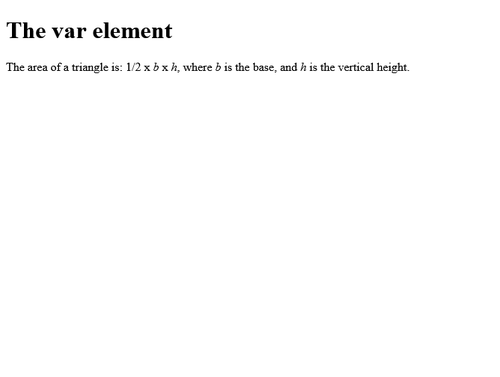 The var element
The area of a triangle is: 1/2 x b x h, where b is the base, and h is the vertical height.